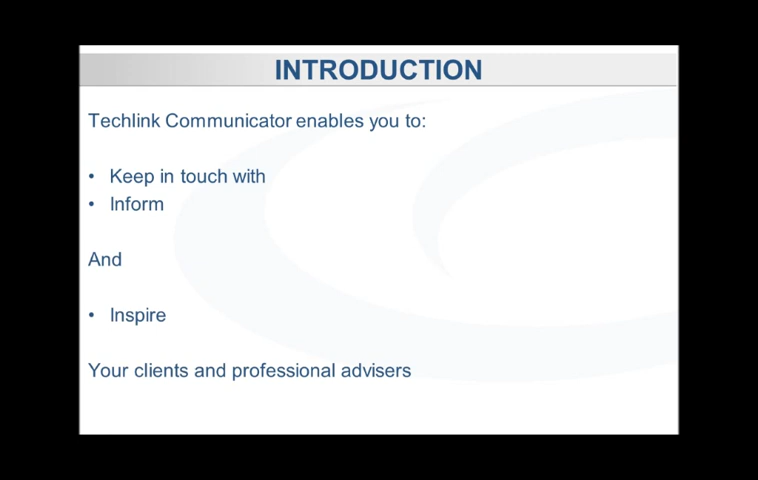 INTRODUCTION
Techlink Communicator enables you to:
• Keep in touch with
• Inform
And
• Inspire
Your clients and professional advisers